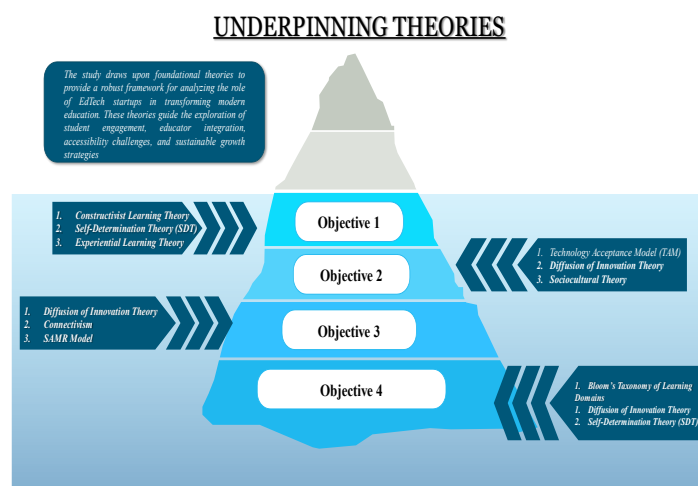 UNDERPINNING THEORIES
The study draws upon foundational theories to
provide a robust framework for analyzing the role
of EdTech startups in transforming modern
education. These theories guide the exploration of
student engagement, educator integration,
accessibility challenges, and sustainable growth
strategies
1. Constructivist Learning Theory
2. Self-Determination Theory (SDT)
3. Experiential Learning Theory
Objective 1
Objective 2
1. Technology Acceptance Model (TAM)
2. Diffusion of Innovation Theory
3. Sociocultural Theory
1. Diffusion of Innovation Theory
2. Connectivism
3. SAMR Model
Objective 3
Objective 4
1. Bloom's Taxonomy of Learning
Domains
1. Diffusion of Innovation Theory
2. Self-Determination Theory (SDT)